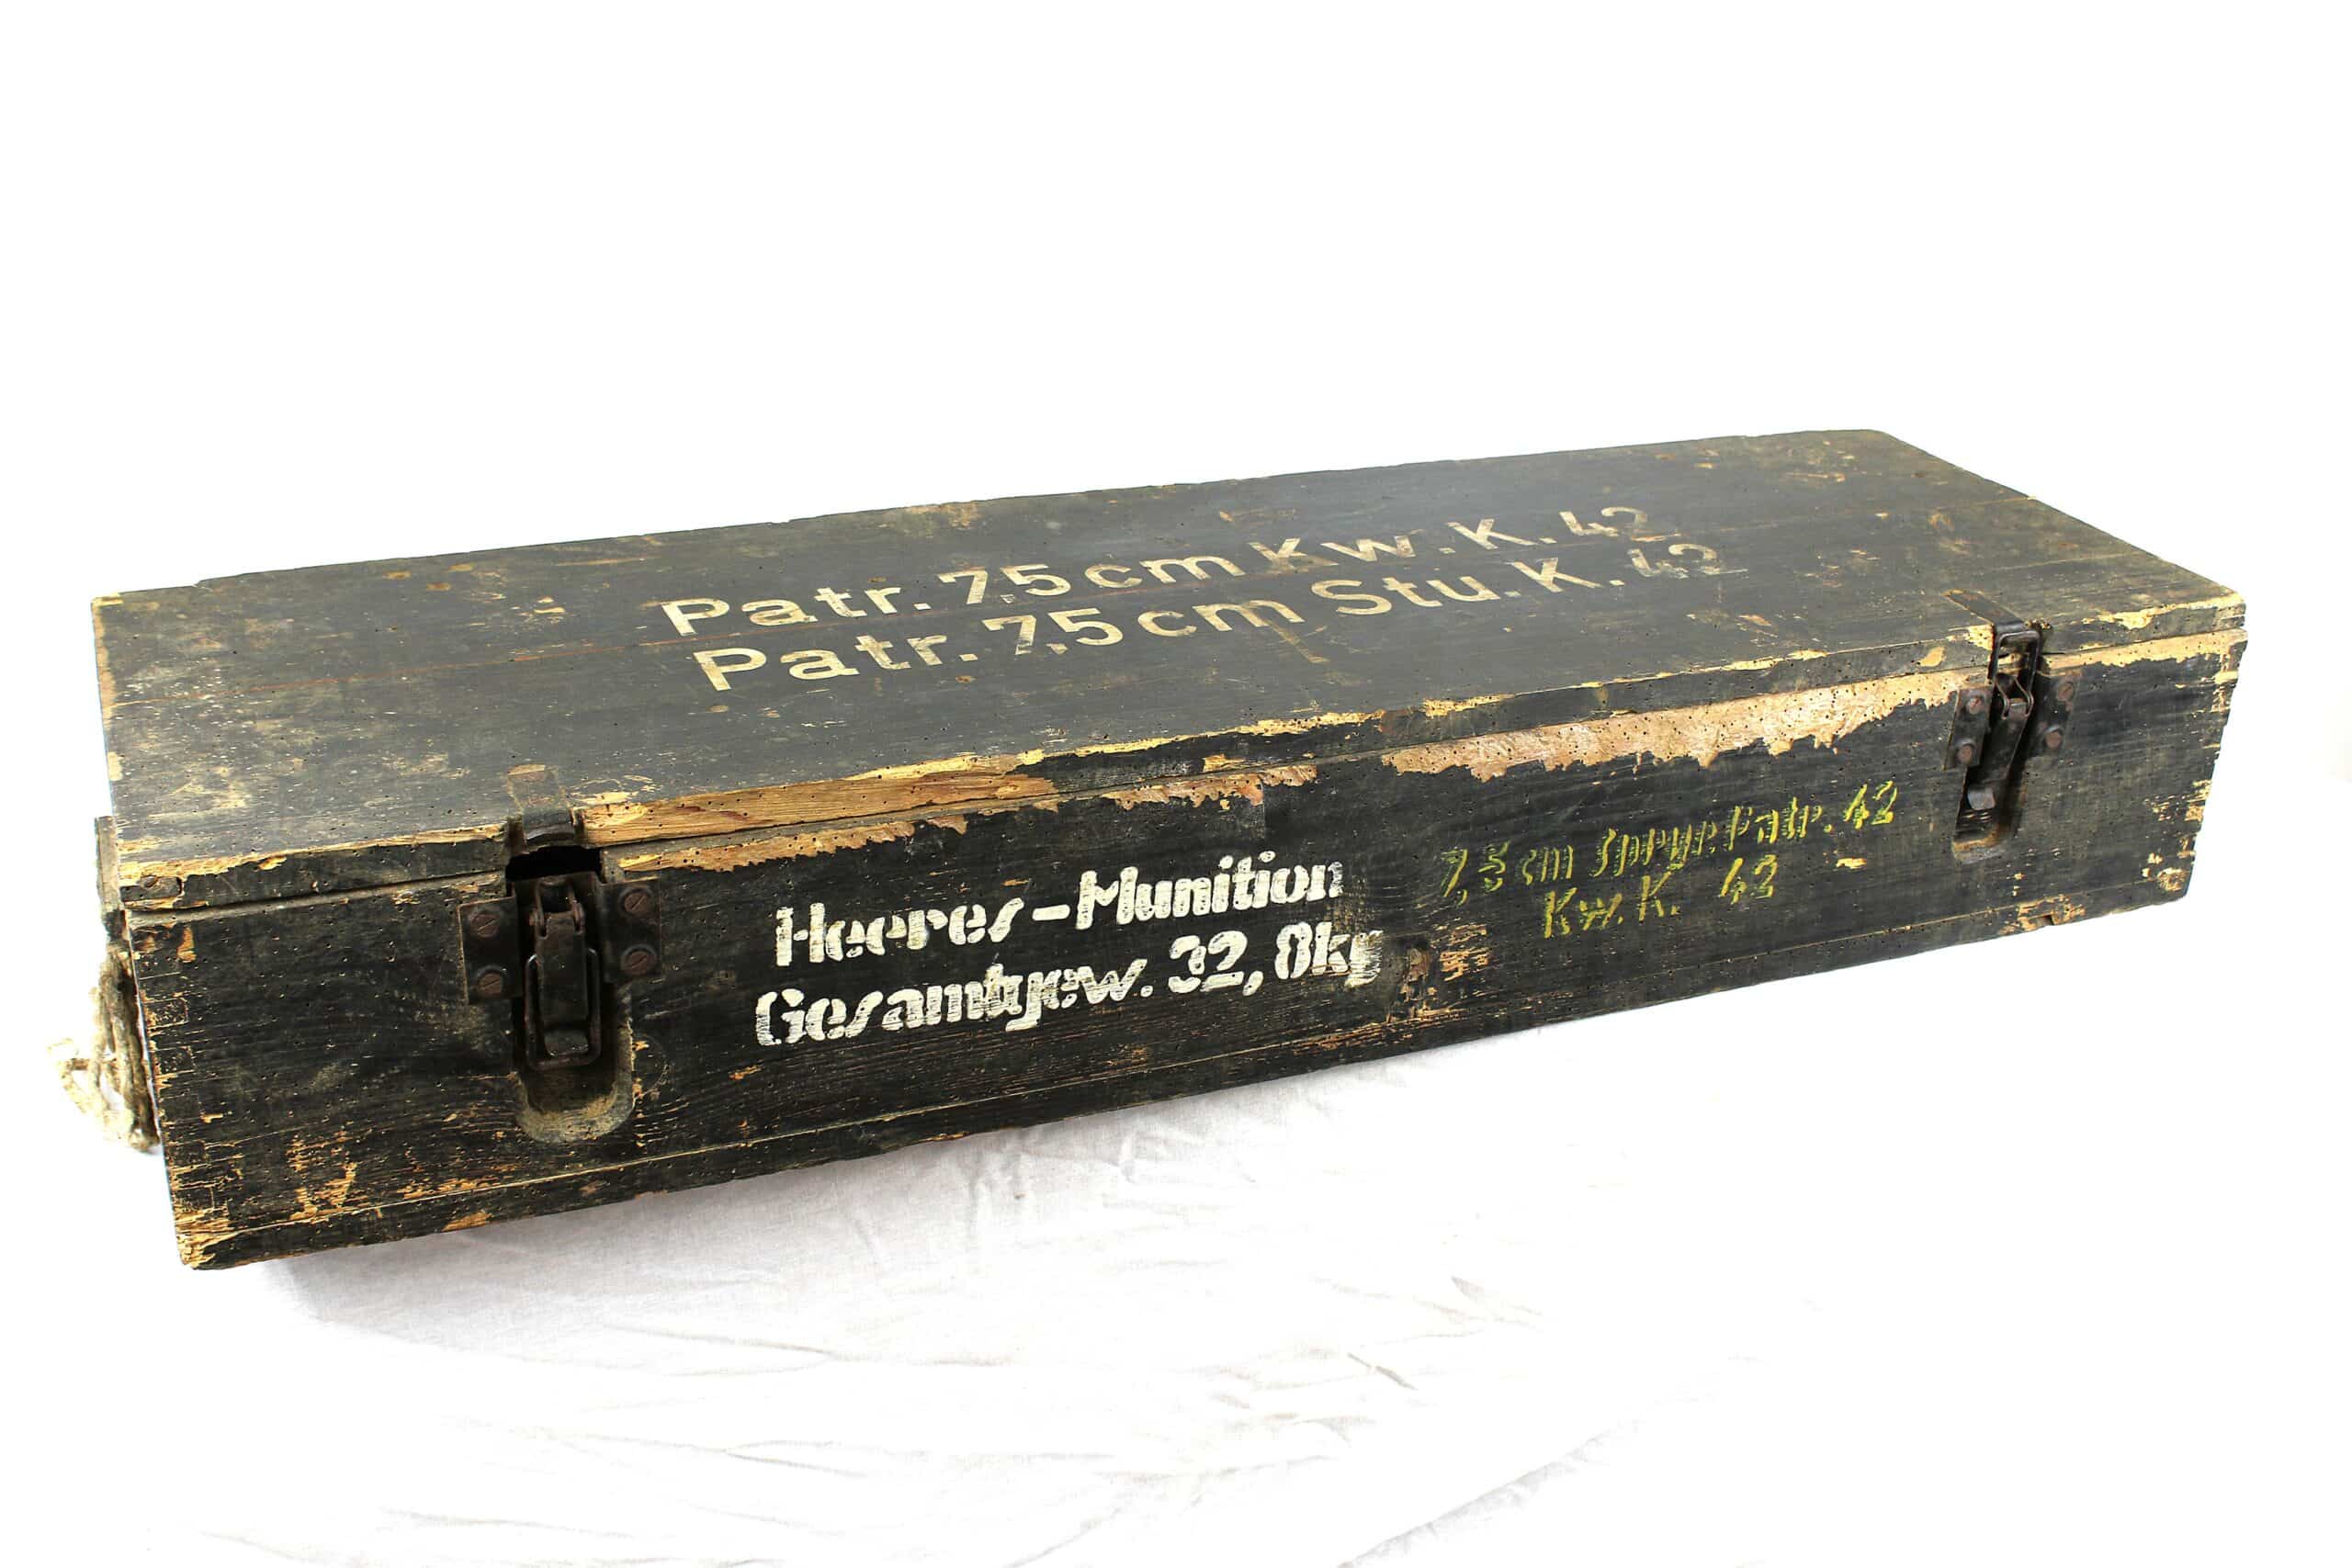 Patr. 7,5 cm Kw.K. 42
Patr. 7,5 cm Stu.K. 42
Heeres-Munition
Gesamtgew. 32,8kg
7,5 cm Sprgr. Patr. 42
Kw.K. 42